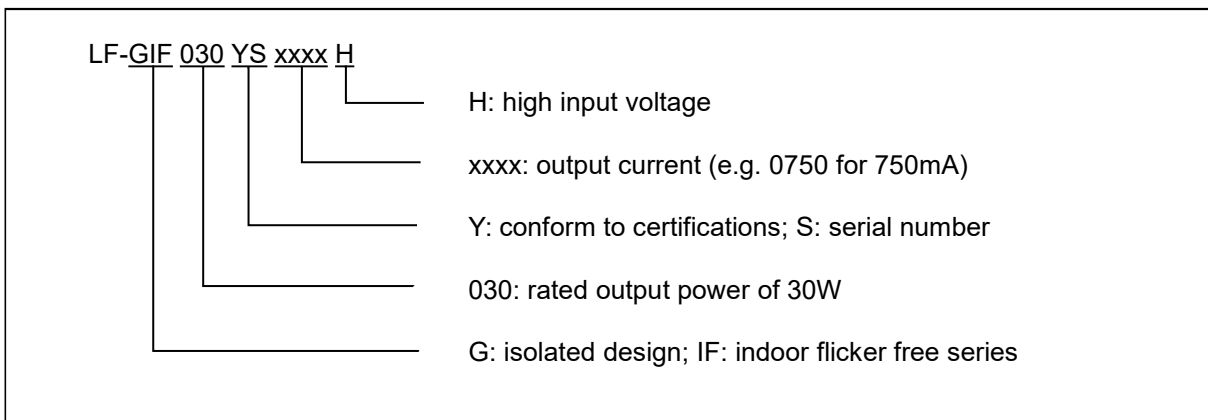 LF-GIF 030 YS xxxx H
H: high input voltage
xxxx: output current (e.g. 0750 for 750mA)
Y: conform to certifications; S: serial number
030: rated output power of 30W
G: isolated design; IF: indoor flicker free series